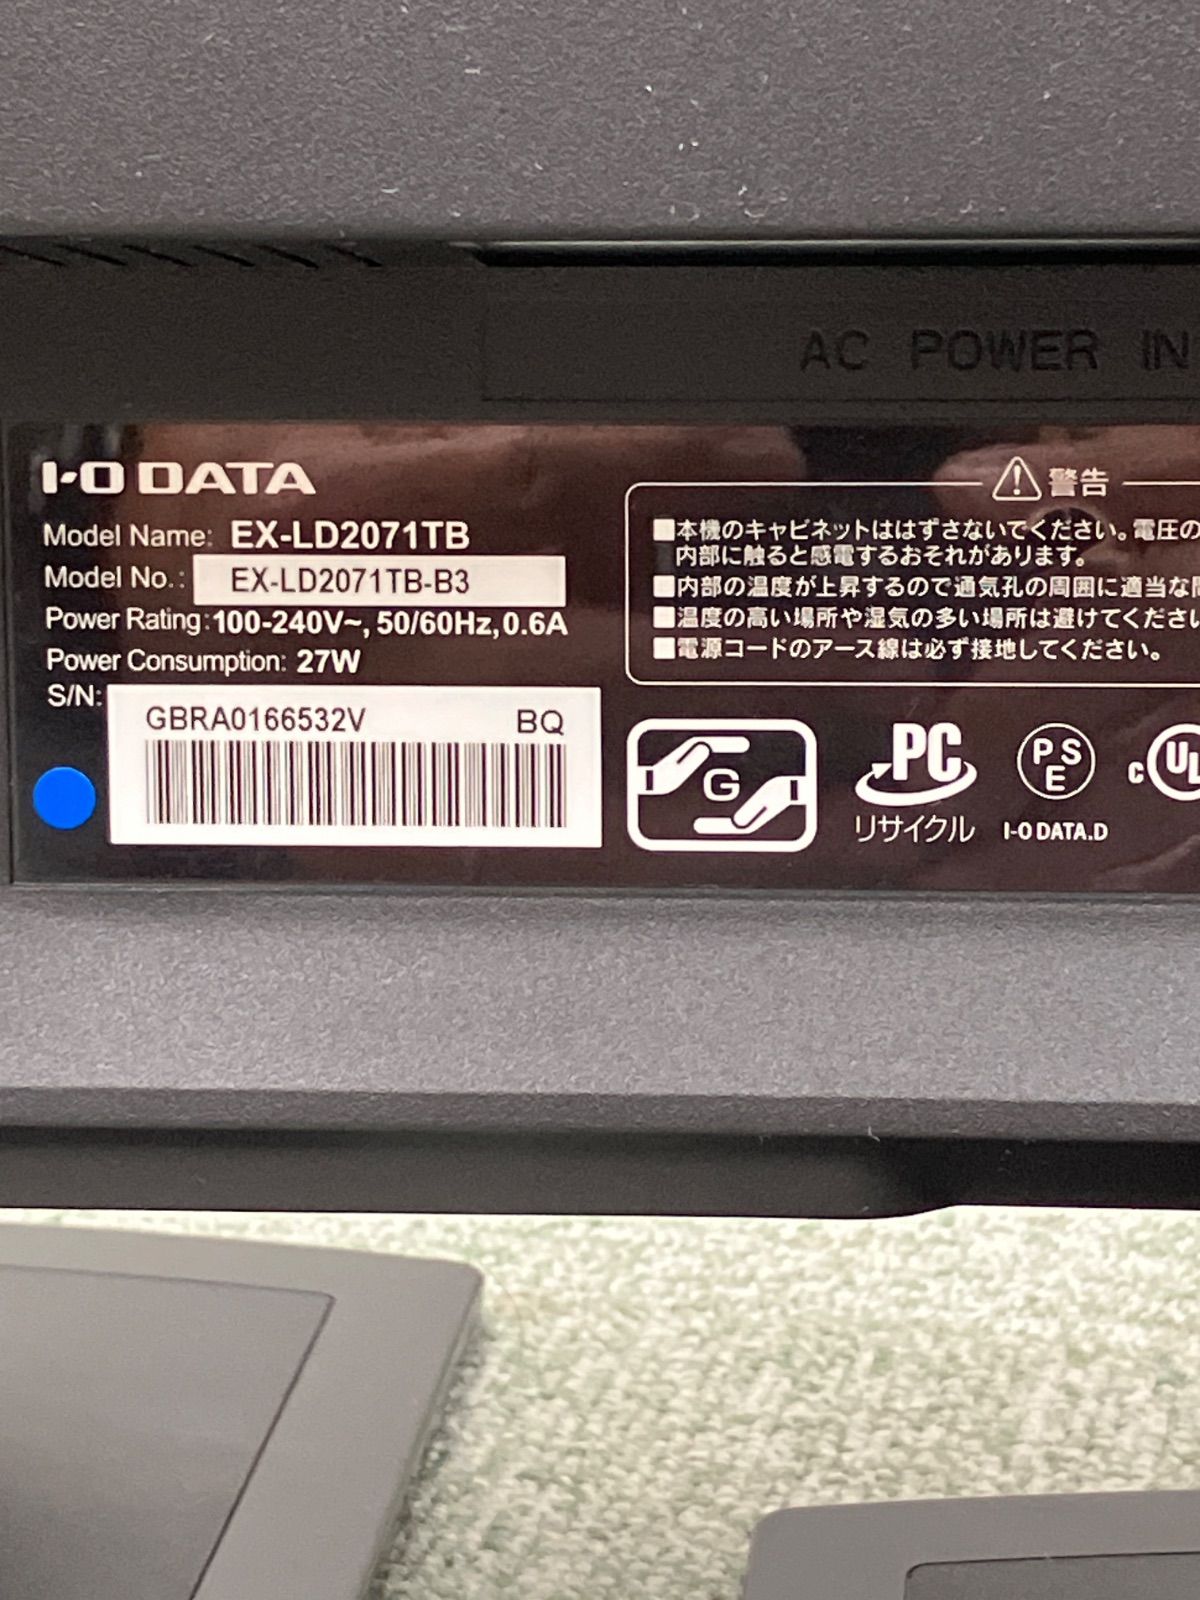 AC POWER IN
I-O DATA
Model Name: EX-LD2071TB
Model No.: EX-LD2071TB-B3
Power Rating: 100-240V~, 50/60Hz, 0.6A
Power Consumption: 27W
S/N:
GBRA0166532V BQ
⚠警告
■本機のキャビネットははずさないでください。電圧の
内部に触ると感電するおそれがあります。
■内部の温度が上昇するので通気孔の周囲に適当な
■温度の高い場所や湿気の多い場所は避けてください
■電源コードのアース線は必ず接地してください。
G
PC
リサイクル
PSE
I-O DATA.D
c UL